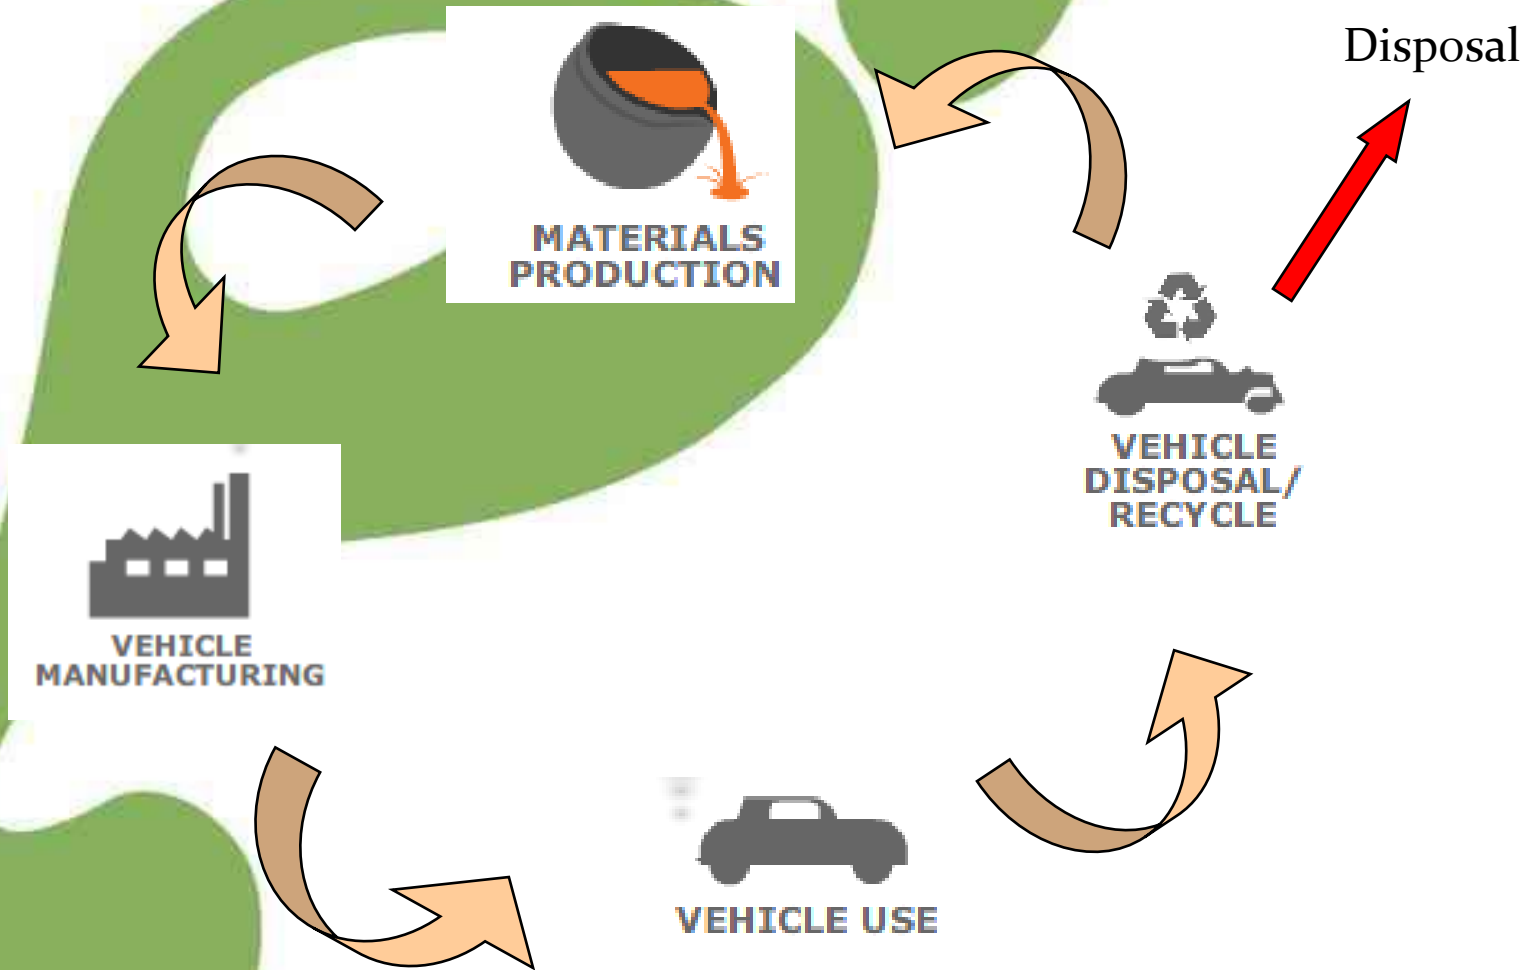 Disposal
MATERIALS
PRODUCTION
VEHICLE
DISPOSAL/
RECYCLE
VEHICLE
MANUFACTURING
VEHICLE USE